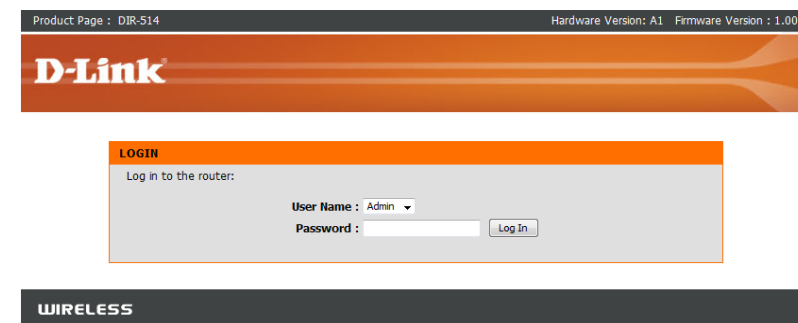 Product Page : DIR-514 Hardware Version: A1 Firmware Version : 1.00
D-Link
LOGIN
Log in to the router:
User Name : Admin
Password : Log In
WIRELESS